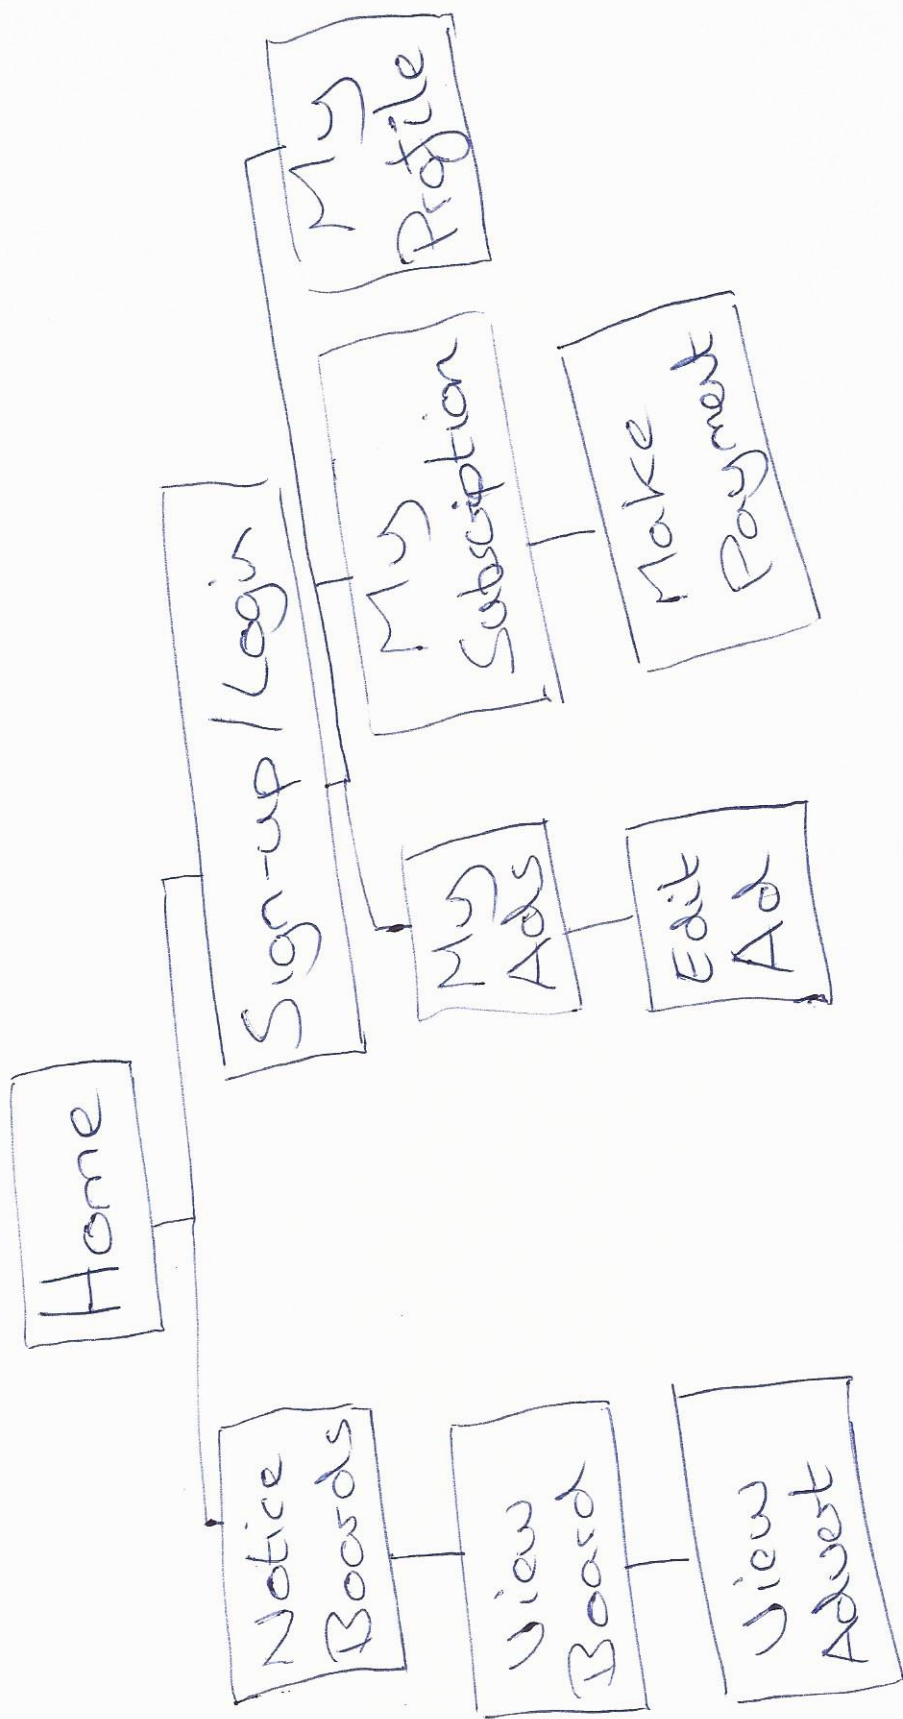 Home
Sign-up/Login
Notice
Boards
My
Ads
My
Subsciption
My
Profile
View
Board
Edit
Ad
Make
Payment
View
Advert